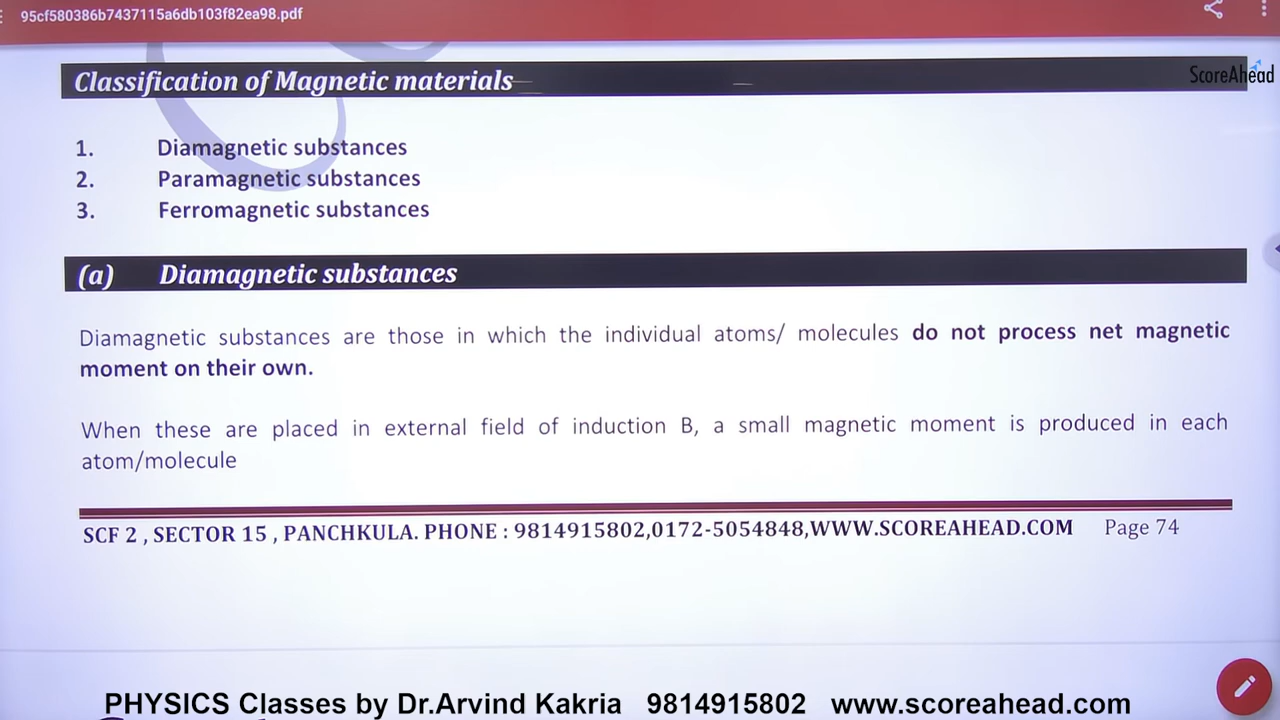 95cf580386b7437115a6db103f82ea98.pdf
Classification of Magnetic materials
ScoreAhead
1. Diamagnetic substances
2. Paramagnetic substances
3. Ferromagnetic substances
(a) Diamagnetic substances
Diamagnetic substances are those in which the individual atoms/ molecules do not process net magnetic
moment on their own.
When these are placed in external field of induction B, a small magnetic moment is produced in each
atom/molecule
SCF 2 , SECTOR 15 , PANCHKULA. PHONE : 9814915802,0172-5054848,WWW.SCOREAHEAD.COM Page 74
PHYSICS Classes by Dr.Arvind Kakria 9814915802 www.scoreahead.com